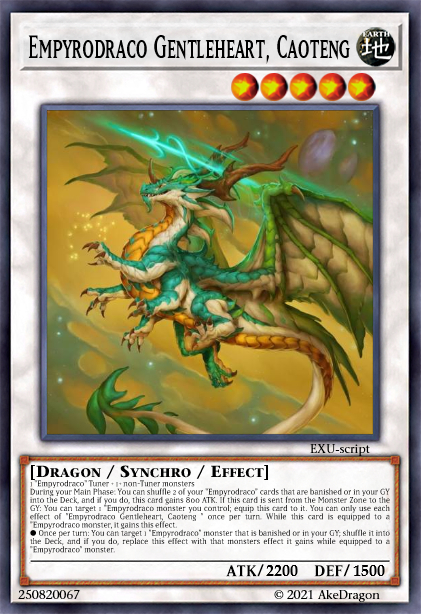 Empyrodraco Gentleheart, Caoteng
EARTH
地
EXU-script
[Dragon / Synchro / Effect]
1 "Empyrodraco" Tuner + 1+ non-Tuner monsters
During your Main Phase: You can shuffle 2 of your "Empyrodraco" cards that are banished or in your GY
into the Deck, and if you do, this card gains 800 ATK. If this card is sent from the Monster Zone to the
GY: You can target 1 "Empyrodraco monster you control; equip this card to it. You can only use each
effect of "Empyrodraco Gentleheart, Caoteng " once per turn. While this card is equipped to a
"Empyrodraco monster, it gains this effect.
● Once per turn: You can target 1 "Empyrodraco" monster that is banished or in your GY; shuffle it into
the Deck, and if you do, replace this effect with that monsters effect it gains while equipped to a
"Empyrodraco" monster.
ATK/2200 DEF/1500
250820067
© 2021 AkeDragon